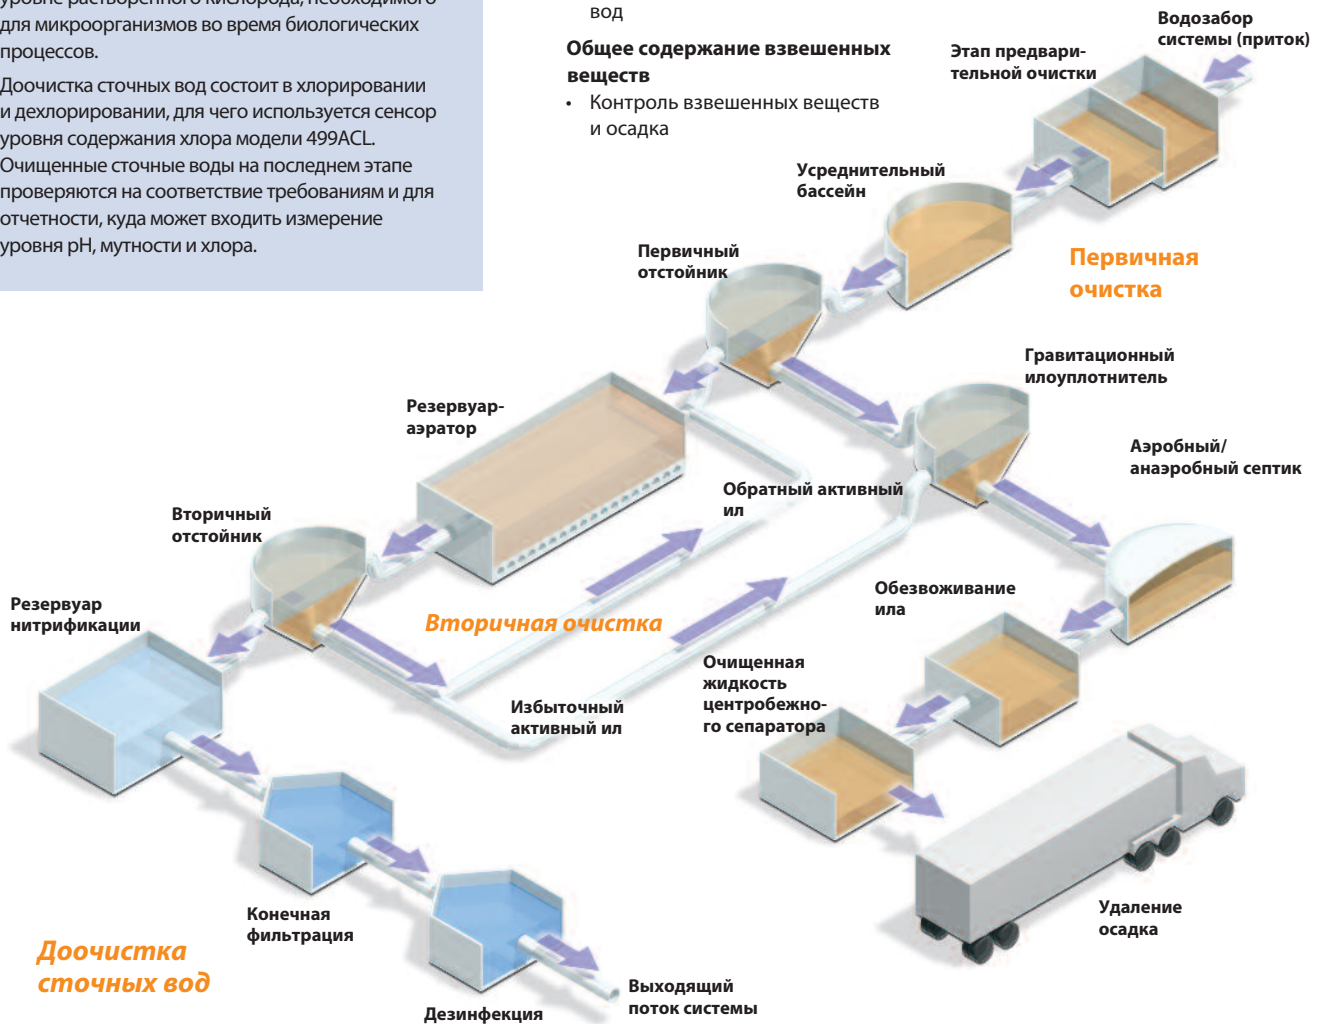 уровне растворенного кислорода, необходимого
для микроорганизмов во время биологических
процессов.
Доочистка сточных вод состоит в хлорировании
и дехлорировании, для чего используется сенсор
уровня содержания хлора модели 499ACL.
Очищенные сточные воды на последнем этапе
проверяются на соответствие требованиям и для
отчетности, куда может входить измерение
уровня pH, мутности и хлора.
вод
Общее содержание взвешенных
веществ
• Контроль взвешенных веществ
и осадка
Водозабор
системы (приток)
Этап предвари-
тельной очистки
Усреднительный
бассейн
Первичный
отстойник
Первичная
очистка
Гравитационный
илоуплотнитель
Резервуар-
аэратор
Аэробный/
анаэробный септик
Обратный активный
ил
Вторичный
отстойник
Обезвоживание
ила
Резервуар
нитрификации
Вторичная очистка
Очищенная
жидкость
центробежно-
го сепаратора
Избыточный
активный ил
Конечная
фильтрация
Удаление
осадка
Доочистка
сточных вод
Выходящий
поток системы
Дезинфекция